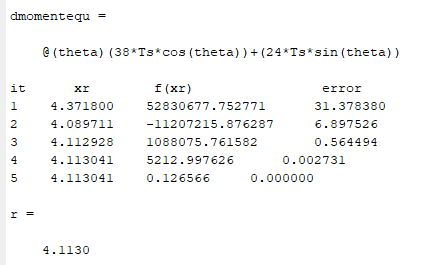 dmomentequ =
@(theta)(38*Ts*cos(theta))+(24*Ts*sin(theta))
it xr f(xr) error
1 4.371800 52830677.752771 31.378380
2 4.089711 -11207215.876287 6.897526
3 4.112928 1088075.761582 0.564494
4 4.113041 5212.997626 0.002731
5 4.113041 0.126566 0.000000
r =
4.1130